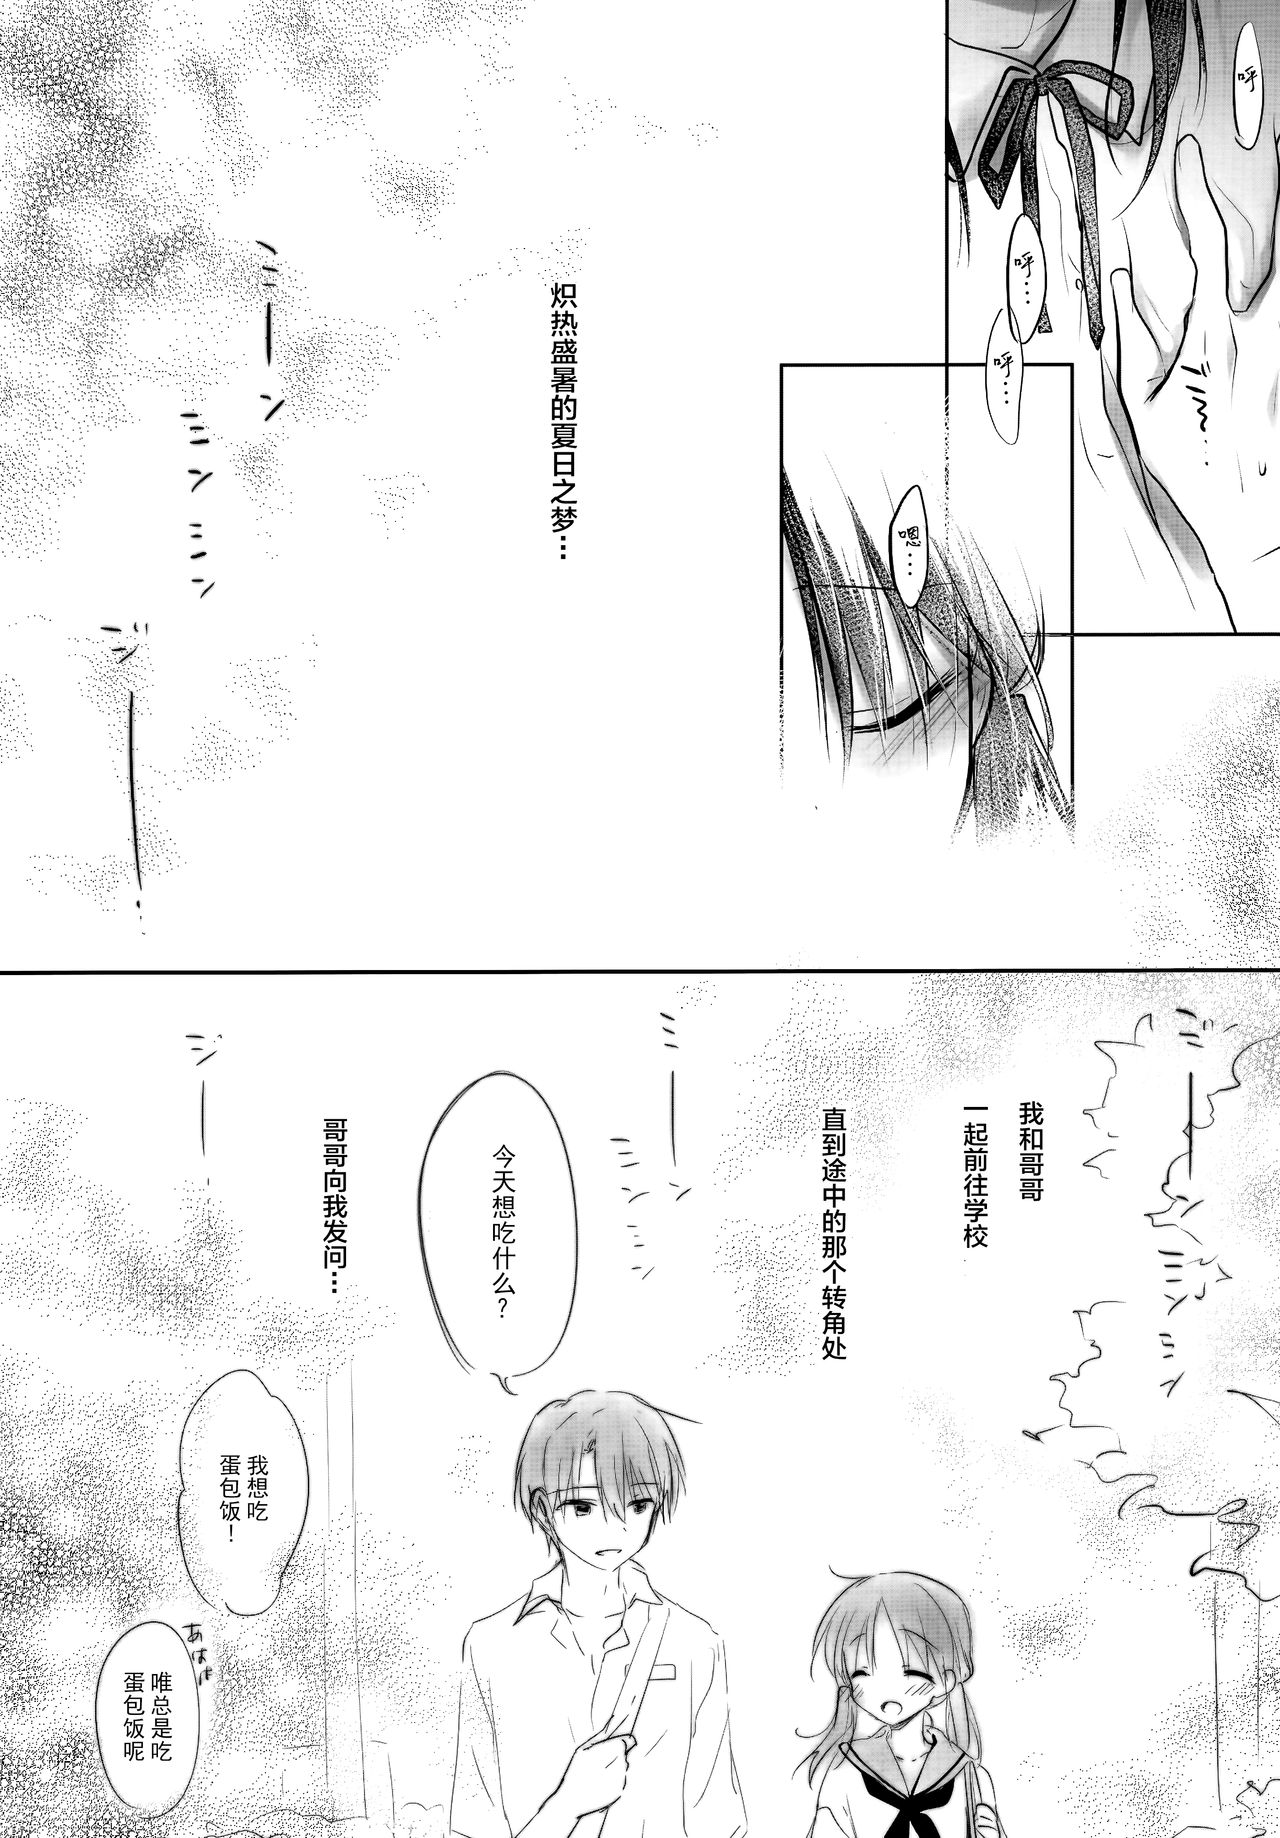 呼
呼…
呼…
嗯…
炽热盛暑的夏日之梦…
ミーン
ミン
ミン
ジー
我和哥哥
一起前往学校
直到途中的那个转角处
ミーン
ミン
ミーン
ミン
今天想吃什么?
哥哥向我发问…
ジー
我想吃
蛋包饭!
あはは
唯总是吃
蛋包饭呢